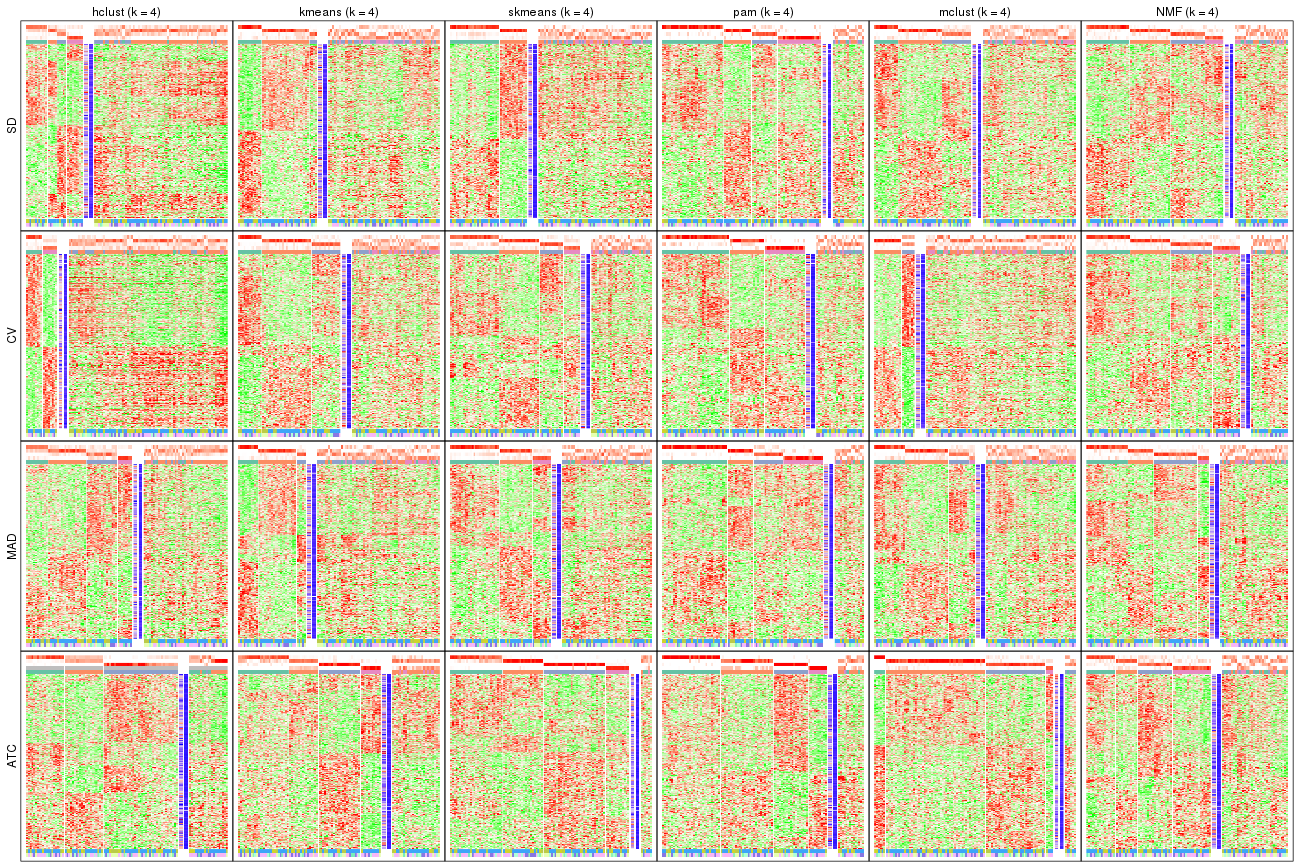 hclust (k = 4) kmeans (k = 4) skmeans (k = 4) pam (k = 4) mclust (k = 4) NMF (k = 4)
SD
CV
MAD
ATC